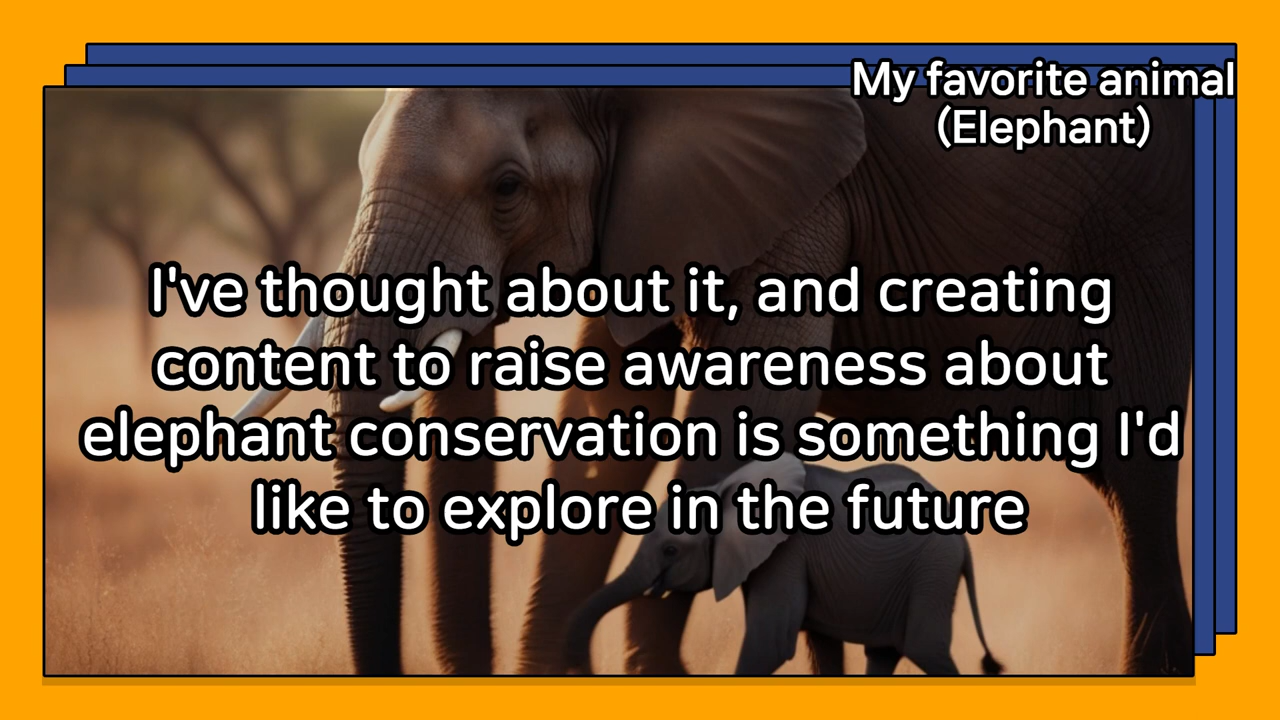 My favorite animal
(Elephant)
I've thought about it, and creating
content to raise awareness about
elephant conservation is something I'd
like to explore in the future